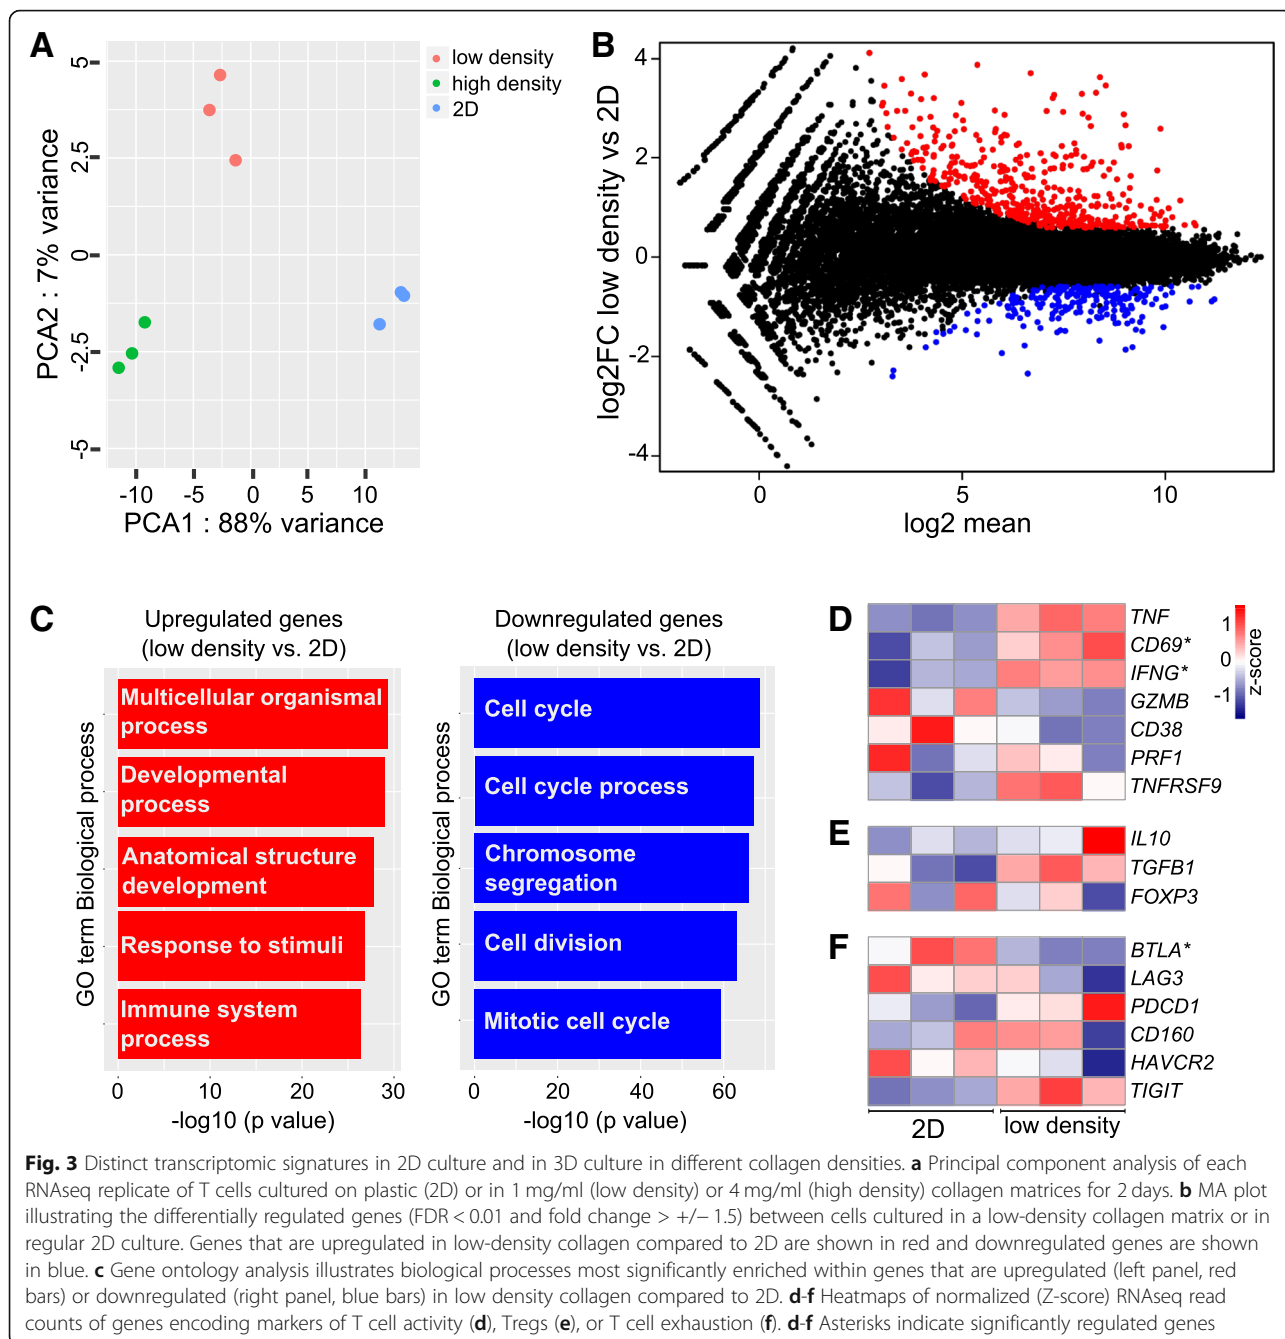 A
low density
high density
2D
5
2.5
0
-2.5
-5
PCA2 : 7% variance
-10 -5 0 5 10
PCA1 : 88% variance
B
4
2
0
-2
-4
log2FC low density vs 2D
0 5 10
log2 mean
C
Upregulated genes
(low density vs. 2D)
GO term Biological process
Multicellular organismal
process
Developmental
process
Anatomical structure
development
Response to stimuli
Immune system
process
0 10 20 30
-log10 (p value)
Downregulated genes
(low density vs. 2D)
GO term Biological process
Cell cycle
Cell cycle process
Chromosome
segregation
Cell division
Mitotic cell cycle
0 20 40 60
-log10 (p value)
D
TNF
CD69*
IFNG*
GZMB
CD38
PRF1
TNFRSF9
1
0
-1
z-score
E
IL10
TGFB1
FOXP3
F
BTLA*
LAG3
PDCD1
CD160
HAVCR2
TIGIT
2D low density
Fig. 3 Distinct transcriptomic signatures in 2D culture and in 3D culture in different collagen densities. a Principal component analysis of each
RNAseq replicate of T cells cultured on plastic (2D) or in 1 mg/ml (low density) or 4 mg/ml (high density) collagen matrices for 2 days. b MA plot
illustrating the differentially regulated genes (FDR < 0.01 and fold change > +/− 1.5) between cells cultured in a low-density collagen matrix or in
regular 2D culture. Genes that are upregulated in low-density collagen compared to 2D are shown in red and downregulated genes are shown
in blue. c Gene ontology analysis illustrates biological processes most significantly enriched within genes that are upregulated (left panel, red
bars) or downregulated (right panel, blue bars) in low density collagen compared to 2D. d-f Heatmaps of normalized (Z-score) RNAseq read
counts of genes encoding markers of T cell activity (d), Tregs (e), or T cell exhaustion (f). d-f Asterisks indicate significantly regulated genes